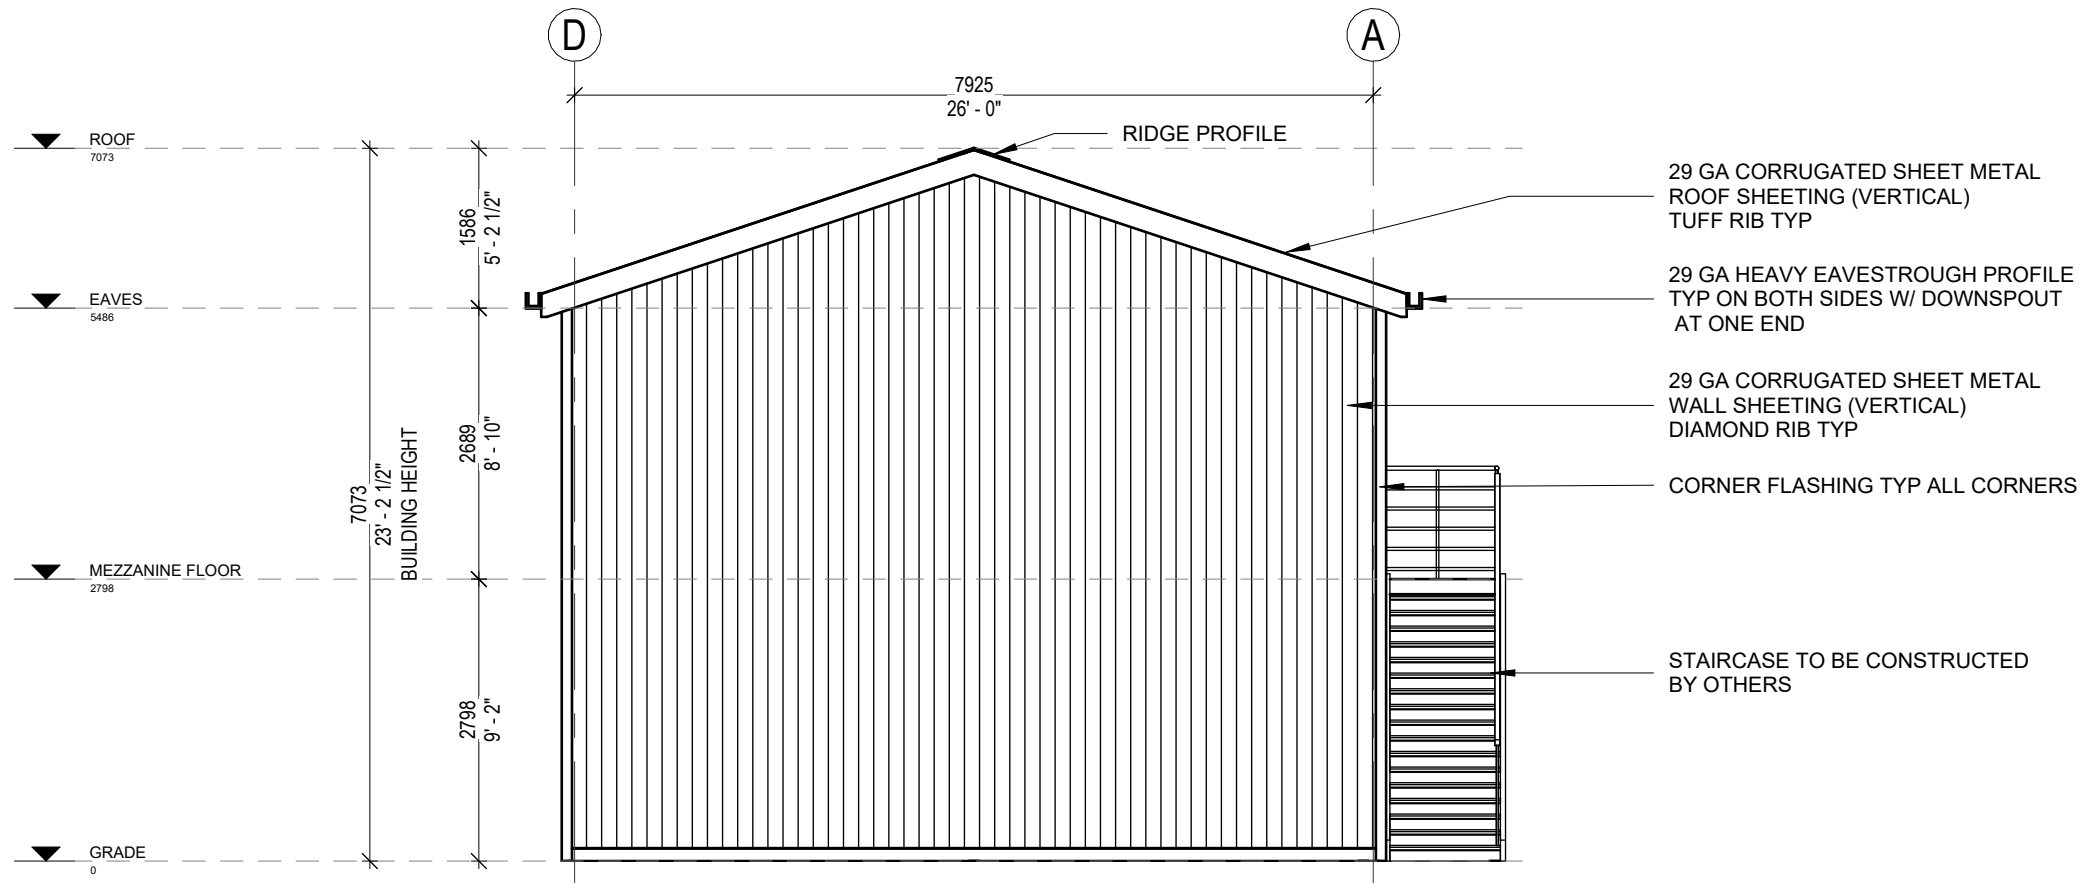 D
A
7925
26' - 0"
RIDGE PROFILE
ROOF
7073
EAVES
5486
MEZZANINE FLOOR
2798
GRADE
0
7073
23' - 2 1/2"
BUILDING HEIGHT
1586
5' - 2 1/2"
2689
8' - 10"
2798
9' - 2"
29 GA CORRUGATED SHEET METAL
ROOF SHEETING (VERTICAL)
TUFF RIB TYP
29 GA HEAVY EAVESTROUGH PROFILE
TYP ON BOTH SIDES W/ DOWNSPOUT
AT ONE END
29 GA CORRUGATED SHEET METAL
WALL SHEETING (VERTICAL)
DIAMOND RIB TYP
CORNER FLASHING TYP ALL CORNERS
STAIRCASE TO BE CONSTRUCTED
BY OTHERS